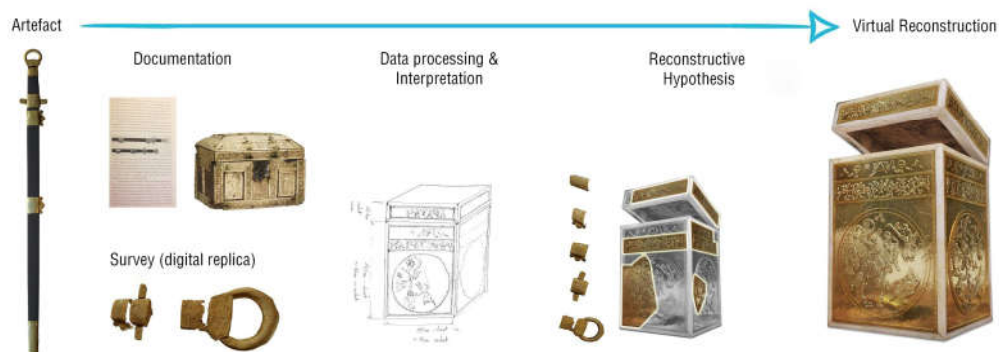 Artefact
Virtual Reconstruction
Documentation
Data processing &
Interpretation
Reconstructive
Hypothesis
Survey (digital replica)